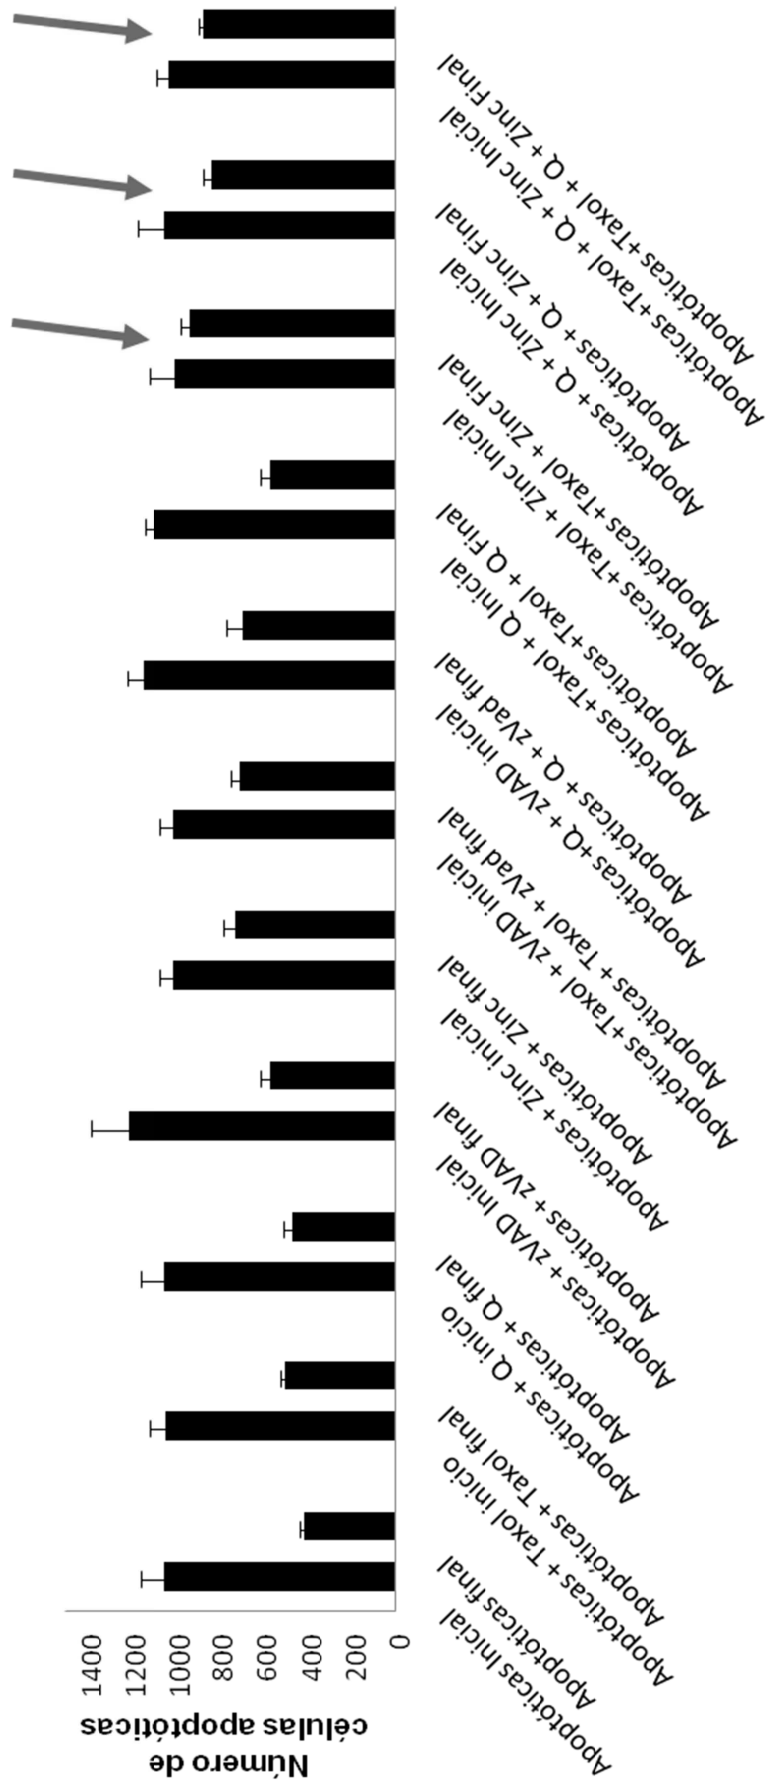 Número de
células apoptóticas
1400
1200
1000
800
600
400
200
0
Apoptóticas Inicial
Apoptóticas final
Apoptóticas + Taxol inicio
Apoptóticas + Taxol final
Apoptóticas + Q inicio
Apoptóticas + Q final
Apoptóticas + zVAD Inicial
Apoptóticas + zVAD final
Apoptóticas + Zinc inicial
Apoptóticas + Zinc final
Apoptóticas+Taxol + zVAD inicial
Apoptóticas + Taxol + zVad final
Apoptóticas+Q + zVAD inicial
Apoptóticas + Q + zVad final
Apoptóticas+Taxol + Q Inicial
Apoptóticas+Taxol + Q Final
Apoptóticas+Taxol + Zinc Inicial
Apoptóticas+Taxol + Zinc Final
Apoptóticas + Q + Zinc Inicial
Apoptóticas + Q + Zinc Final
Apoptóticas+Taxol + Q + Zinc Inicial
Apoptóticas+Taxol + Q + Zinc Final